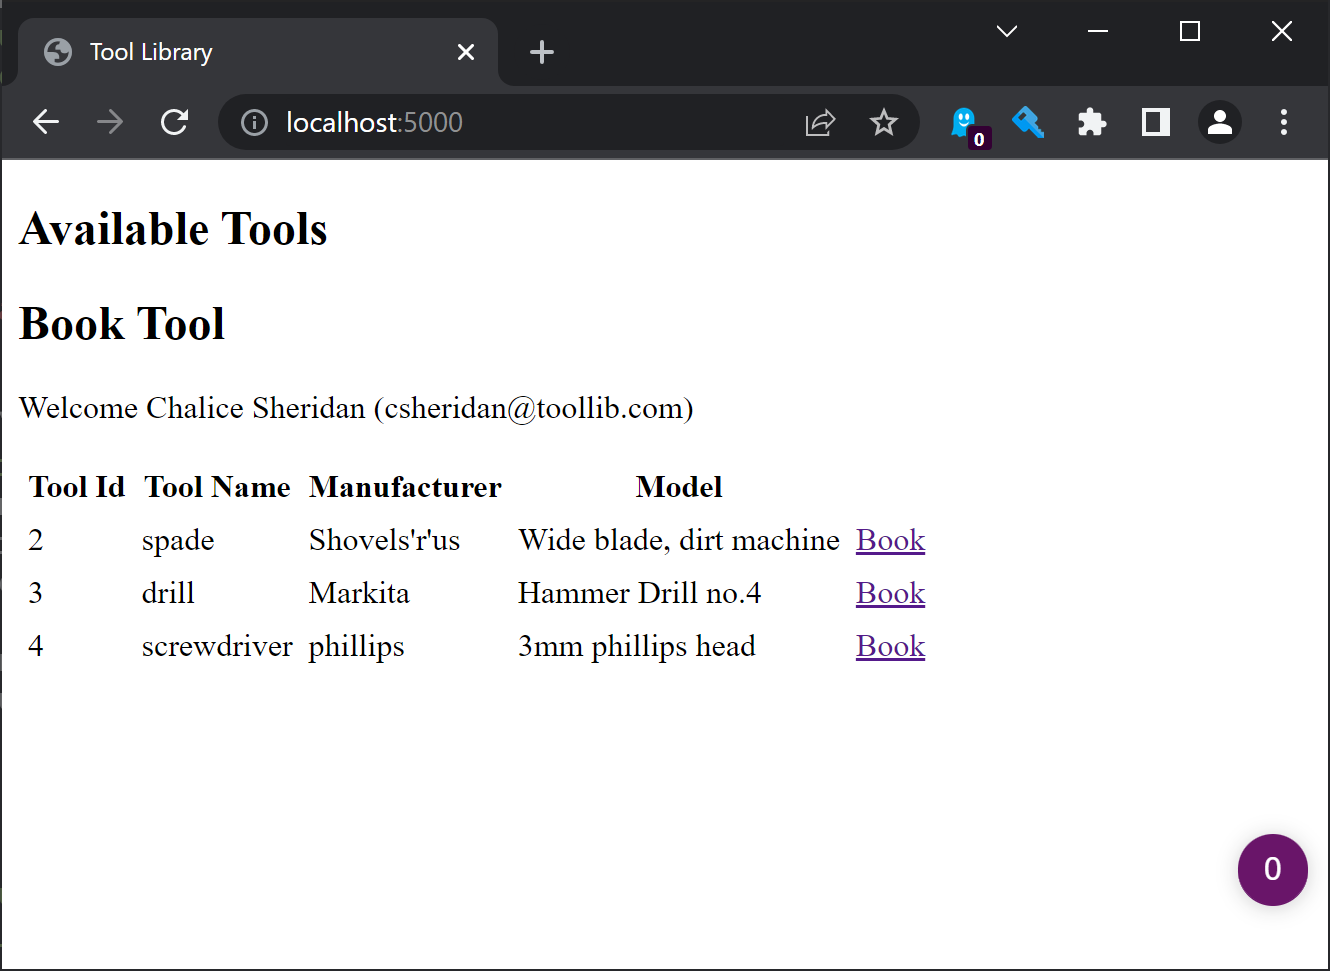 Tool Library
localhost:5000
0
Available Tools
Book Tool
Welcome Chalice Sheridan (csheridan@toollib.com)
Tool Id Tool Name Manufacturer Model
2 spade Shovels'r'us Wide blade, dirt machine Book
3 drill Markita Hammer Drill no.4 Book
4 screwdriver phillips 3mm phillips head Book
0